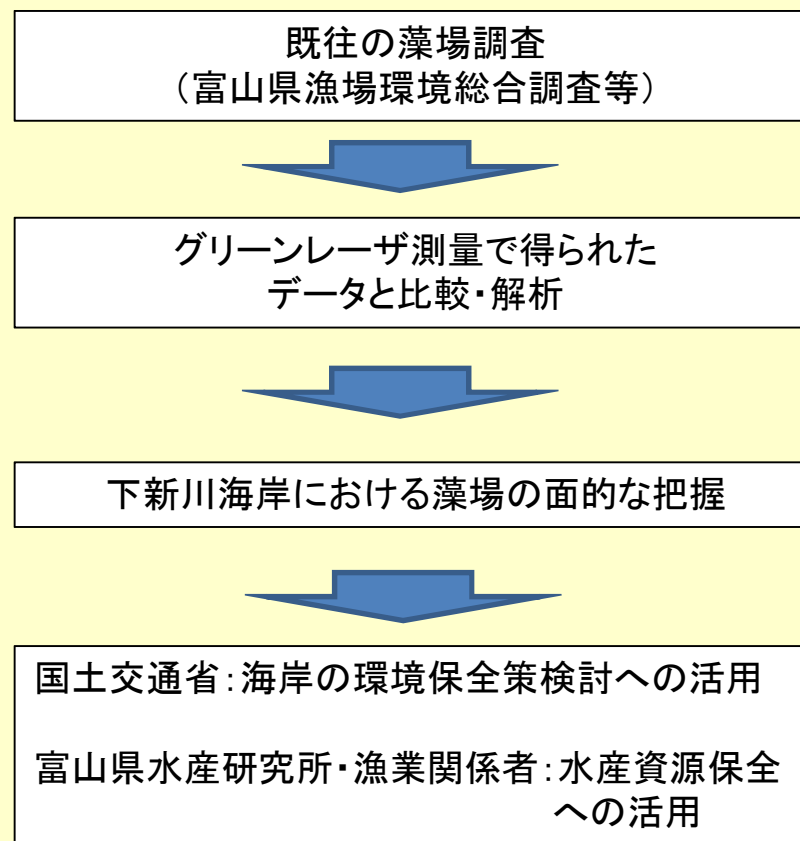 既往の藻場調査
（富山県漁場環境総合調査等）
グリーンレーザ測量で得られた
データと比較・解析
下新川海岸における藻場の面的な把握
国土交通省：海岸の環境保全策検討への活用
富山県水産研究所・漁業関係者：水産資源保全
への活用